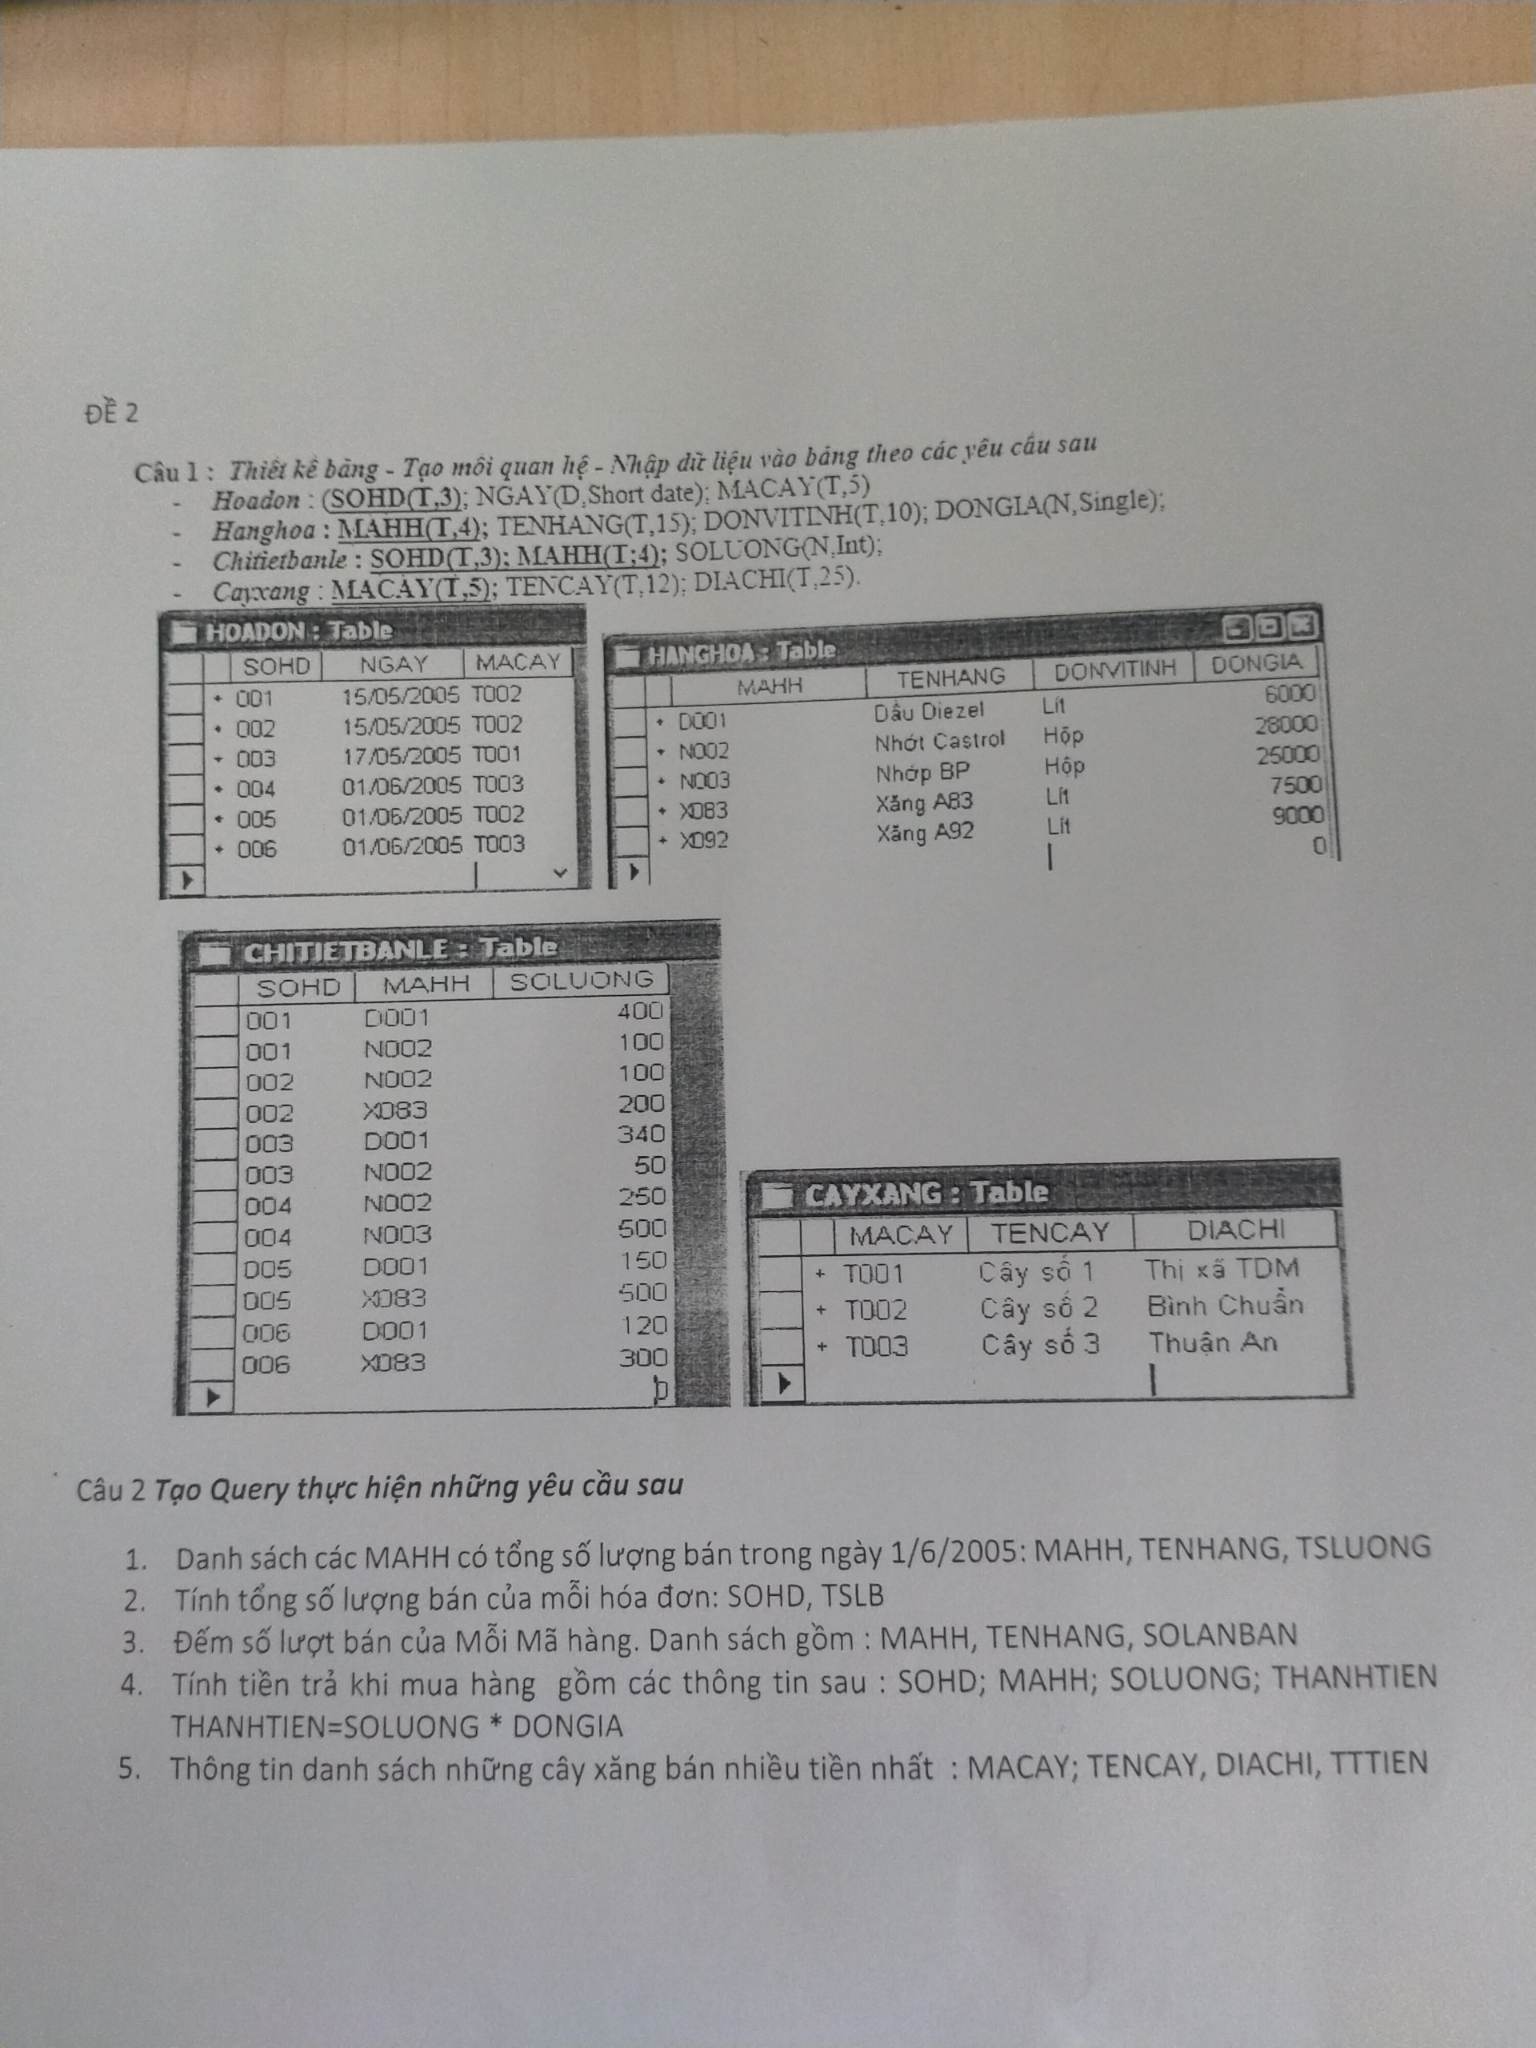 ĐỀ 2
Câu 1 : Thiết kế bảng - Tạo mối quan hệ - Nhập dữ liệu vào bảng theo các yêu cầu sau
- Hoadon : (SOHD(T,3); NGAY(D,Short date); MACAY(T,5)
- Hanghoa : MAHH(T,4); TENHANG(T,15); DONVITINH(T,10); DONGIA(N,Single);
- Chitietbanle : SOHD(T,3); MAHH(T;4); SOLUONG(N,Int);
- Cayxang : MACAY(T,5); TENCAY(T,12); DIACHI(T,25).
HOADON : Table
SOHD NGAY MACAY
+ 001 15/05/2005 T002
+ 002 15/05/2005 T002
+ 003 17/05/2005 T001
+ 004 01/06/2005 T003
+ 005 01/06/2005 T002
+ 006 01/06/2005 T003
HANGHOA : Table
MAHH TENHANG DONVITINH DONGIA
+ D001 Dầu Diezel Lít 6000
+ N002 Nhớt Castrol Hộp 28000
+ N003 Nhớp BP Hộp 25000
+ X083 Xăng A83 Lít 7500
+ X092 Xăng A92 Lít 9000
0
CHITIETBANLE : Table
SOHD MAHH SOLUONG
001 D001 400
001 N002 100
002 N002 100
002 X083 200
003 D001 340
003 N002 50
004 N002 250
004 N003 500
005 D001 150
005 X083 500
006 D001 120
006 X083 300
0
CAYXANG : Table
MACAY TENCAY DIACHI
+ T001 Cây số 1 Thị xã TDM
+ T002 Cây số 2 Bình Chuẩn
+ T003 Cây số 3 Thuận An
Câu 2 Tạo Query thực hiện những yêu cầu sau
1. Danh sách các MAHH có tổng số lượng bán trong ngày 1/6/2005: MAHH, TENHANG, TSLUONG
2. Tính tổng số lượng bán của mỗi hóa đơn: SOHD, TSLB
3. Đếm số lượt bán của Mỗi Mã hàng. Danh sách gồm : MAHH, TENHANG, SOLANBAN
4. Tính tiền trả khi mua hàng gồm các thông tin sau : SOHD; MAHH; SOLUONG; THANHTIEN
THANHTIEN=SOLUONG * DONGIA
5. Thông tin danh sách những cây xăng bán nhiều tiền nhất : MACAY; TENCAY, DIACHI, TTTIEN